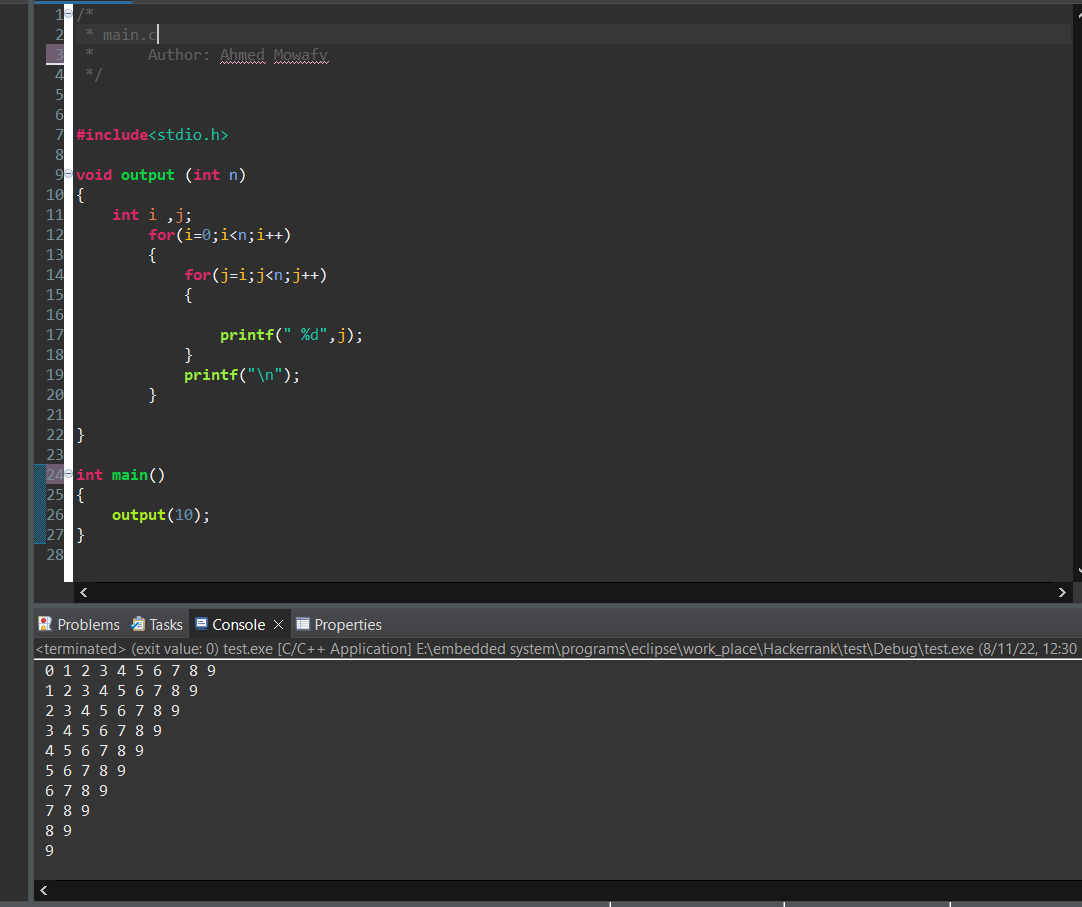 1 /*
2  * main.c
3  *      Author: Ahmed Mowafy
4  */
5
6
7 #include<stdio.h>
8
9 void output (int n)
10 {
11     int i ,j;
12         for(i=0;i<n;i++)
13         {
14             for(j=i;j<n;j++)
15             {
16
17                 printf(" %d",j);
18             }
19             printf("\n");
20         }
21
22 }
23
24 int main()
25 {
26     output(10);
27 }
28
Problems Tasks Console Properties
<terminated> (exit value: 0) test.exe [C/C++ Application] E:\embedded system\programs\eclipse\work_place\Hackerrank\test\Debug\test.exe (8/11/22, 12:30
 0 1 2 3 4 5 6 7 8 9
 1 2 3 4 5 6 7 8 9
 2 3 4 5 6 7 8 9
 3 4 5 6 7 8 9
 4 5 6 7 8 9
 5 6 7 8 9
 6 7 8 9
 7 8 9
 8 9
 9